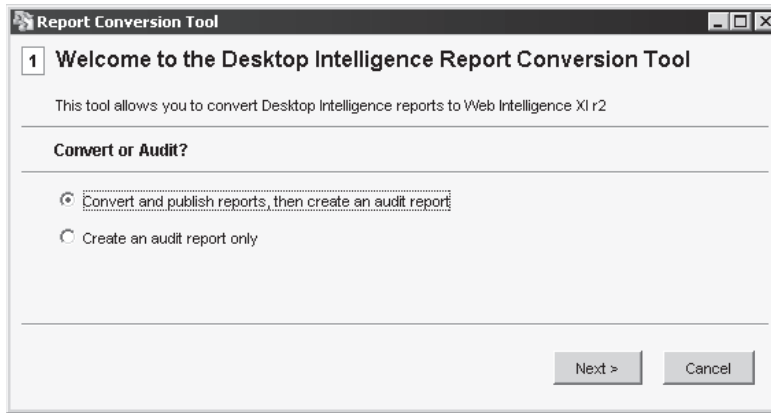 Report Conversion Tool
1 Welcome to the Desktop Intelligence Report Conversion Tool
This tool allows you to convert Desktop Intelligence reports to Web Intelligence XI r2
Convert or Audit?
Convert and publish reports, then create an audit report
Create an audit report only
Next > Cancel